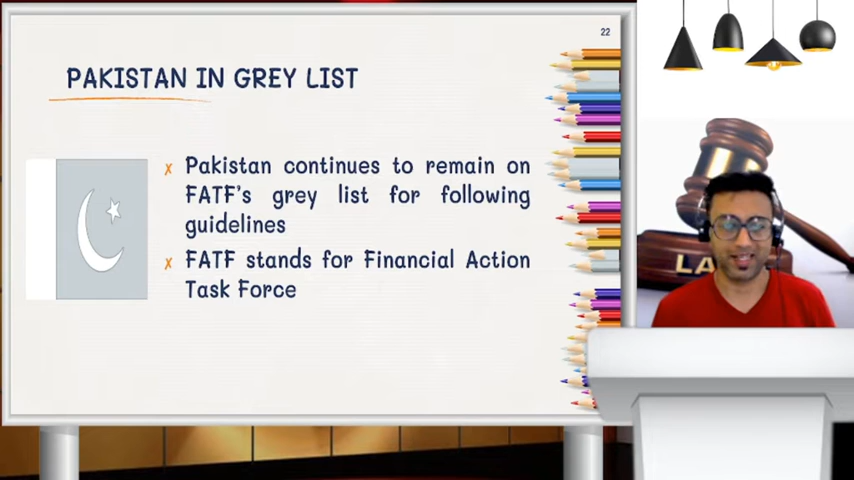 22
PAKISTAN IN GREY LIST
Pakistan continues to remain on
FATF's grey list for following
guidelines
FATF stands for Financial Action
Task Force
LA